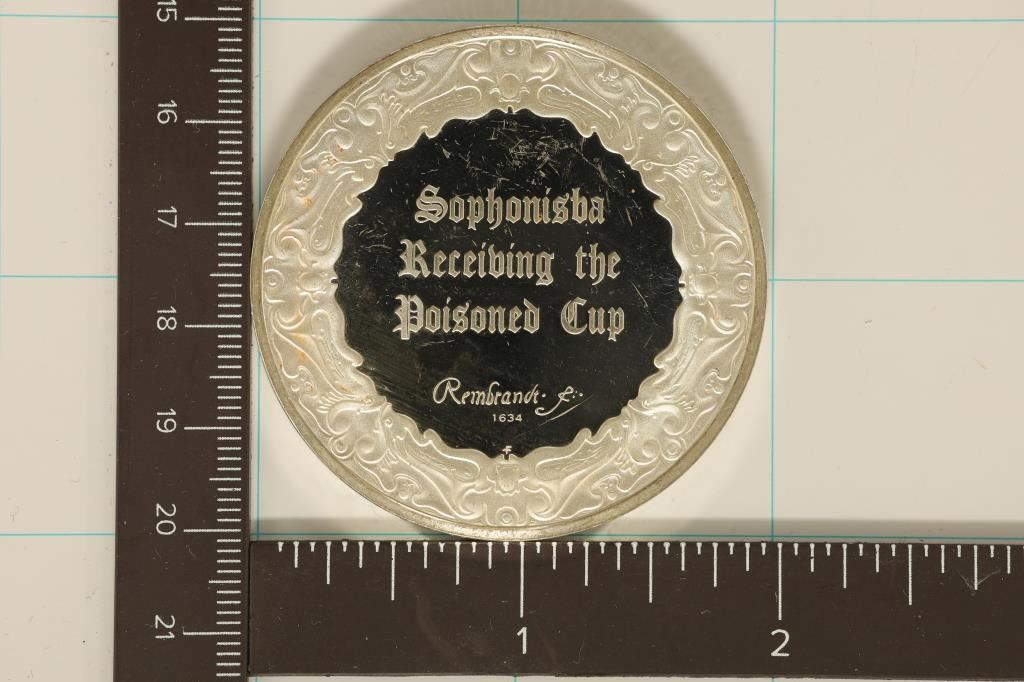 Sophonisba
Receiving the
Poisoned Cup
Rembrandt. f:
1634
15
16
17
18
19
20
21
1
2